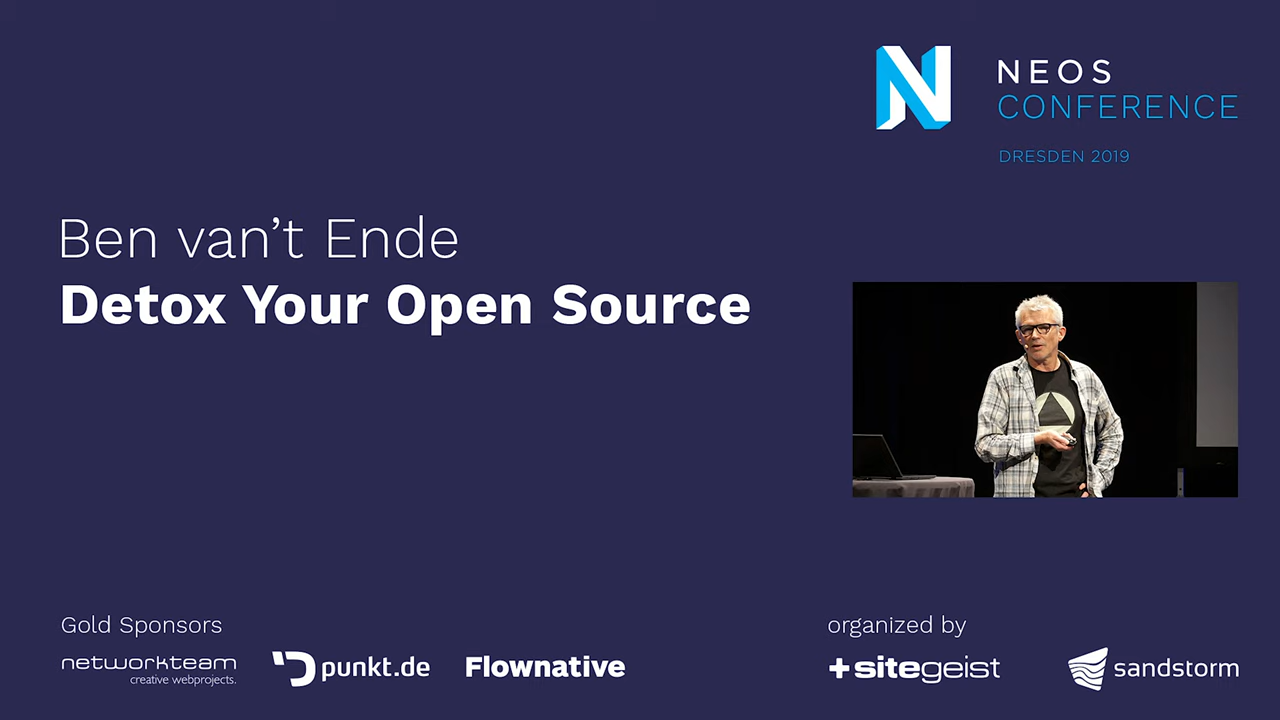 NEOS
CONFERENCE
DRESDEN 2019
Ben van’t Ende
Detox Your Open Source
Gold Sponsors
networkteam
creative webprojects.
punkt.de
Flownative
organized by
+sitegeist
sandstorm